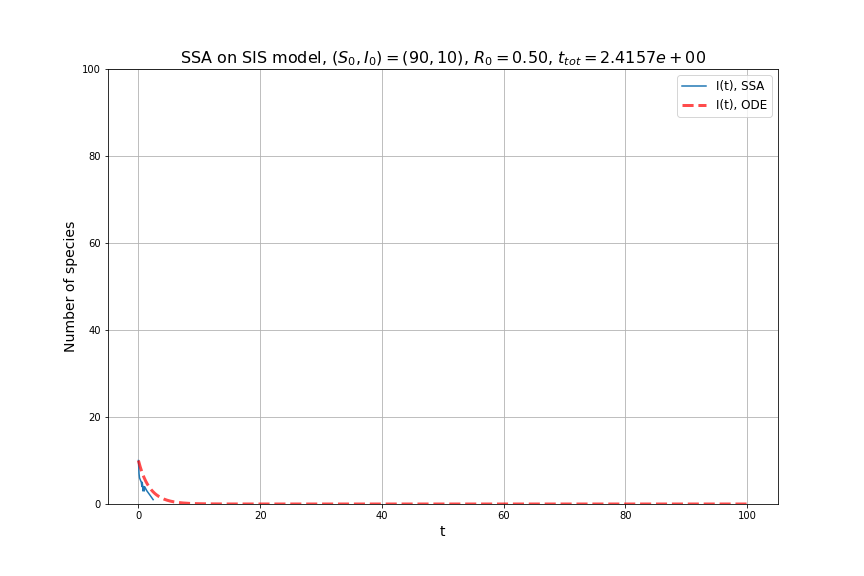 SSA on SIS model, $(S_0, I_0) = (90, 10)$, $R_0 = 0.50$, $t_{tot} = 2.4157e + 00$
I(t), SSA
I(t), ODE
Number of species
100
80
60
40
20
0
0 20 40 60 80 100
t